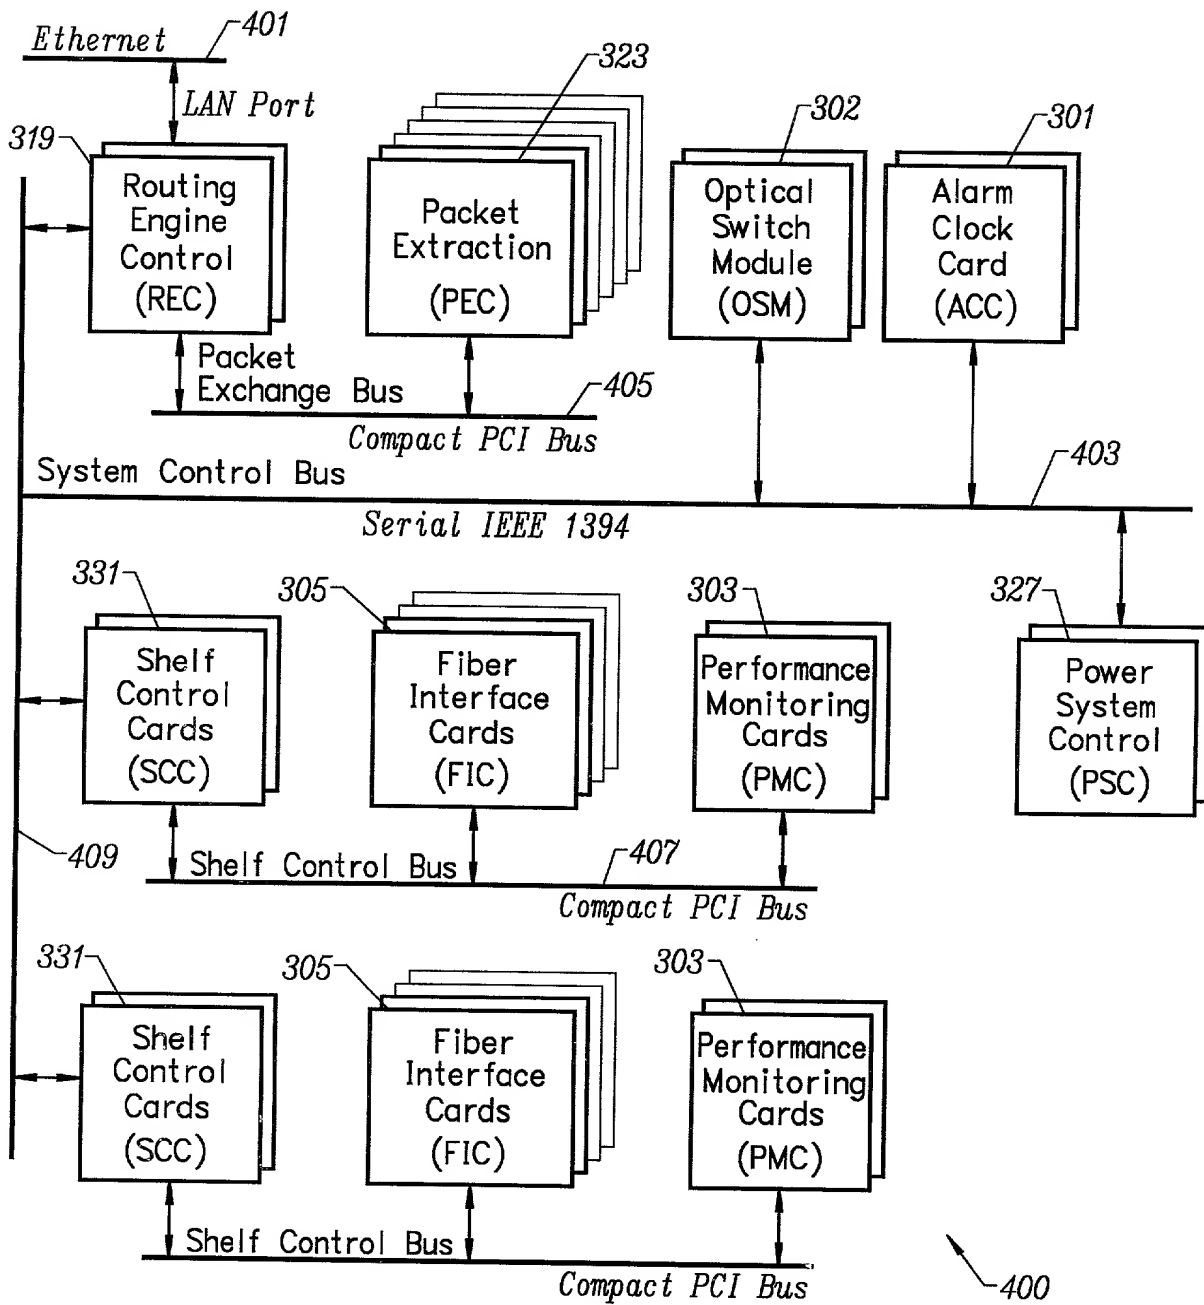 Ethernet
401
LAN Port
319
323
302
301
Routing
Engine
Control
(REC)
Packet
Extraction
(PEC)
Optical
Switch
Module
(OSM)
Alarm
Clock
Card
(ACC)
Packet
Exchange Bus
405
Compact PCI Bus
System Control Bus
403
Serial IEEE 1394
331
305
303
327
Shelf
Control
Cards
(SCC)
Fiber
Interface
Cards
(FIC)
Performance
Monitoring
Cards
(PMC)
Power
System
Control
(PSC)
409
Shelf Control Bus
407
Compact PCI Bus
331
305
303
Shelf
Control
Cards
(SCC)
Fiber
Interface
Cards
(FIC)
Performance
Monitoring
Cards
(PMC)
Shelf Control Bus
Compact PCI Bus
400